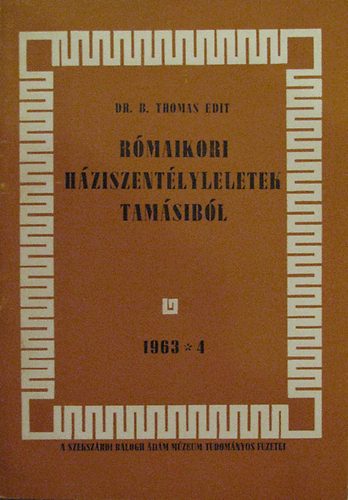 DR. B. THOMAS EDIT
RÓMAIKORI
HÁZISZENTÉLYLELETEK
TAMÁSIBÓL
1963 * 4
A SZEKSZÁRDI BALOGH ÁDÁM MÚZEUM TUDOMÁNYOS FÜZETEI